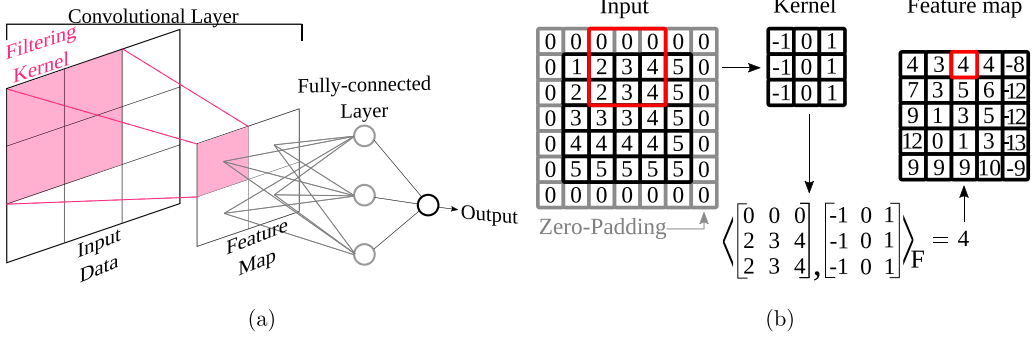 Convolutional Layer
Filtering
Kernel
Fully-connected
Layer
Input
Data
Feature
Map
Output
(a)
Input
Kernel
Feature map
0 0 0 0 0 0 0
0 1 2 3 4 5 0
0 2 2 3 4 5 0
0 3 3 3 4 5 0
0 4 4 4 4 5 0
0 5 5 5 5 5 0
0 0 0 0 0 0 0
-1 0 1
-1 0 1
-1 0 1
4 3 4 4 -8
7 3 5 6 -12
9 1 3 5 -12
12 0 1 3 -13
9 9 9 10 -9
Zero-Padding
⟨[0 0 0
2 3 4
2 3 4],
[-1 0 1
-1 0 1
-1 0 1]⟩F = 4
(b)